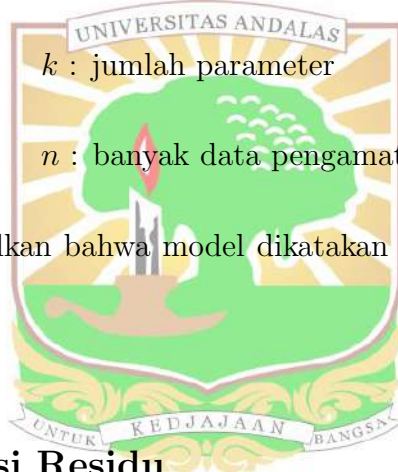 UNIVERSITAS ANDALAS
k : jumlah parameter
n : banyak data pengamat
lkan bahwa model dikatakan
UNTUK KEDJAJAAN BANGSA
si Residu